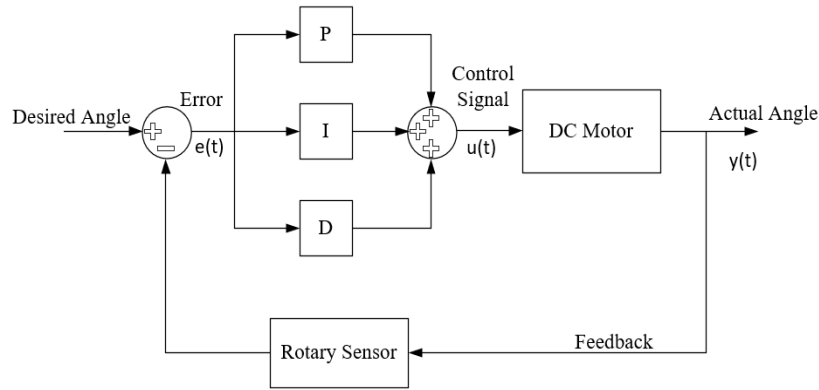 P
Control
Signal
Error
Desired Angle
I
DC Motor
Actual Angle
e(t)
u(t)
y(t)
D
Rotary Sensor
Feedback